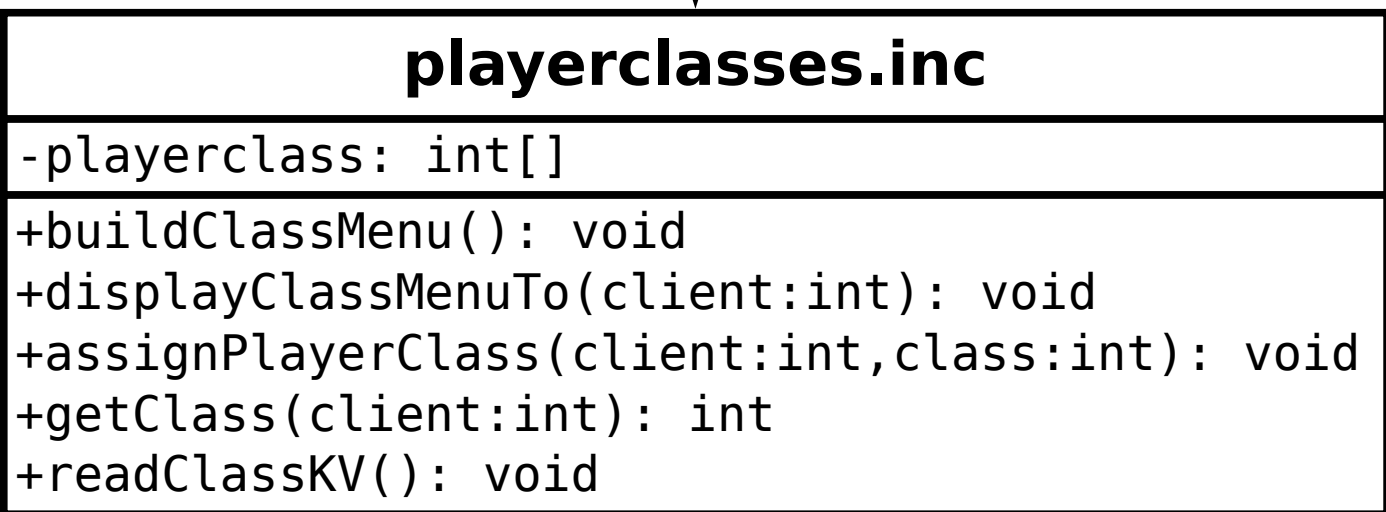 playerclasses.inc
-playerclass: int[]
+buildClassMenu(): void
+displayClassMenuTo(client:int): void
+assignPlayerClass(client:int,class:int): void
+getClass(client:int): int
+readClassKV(): void